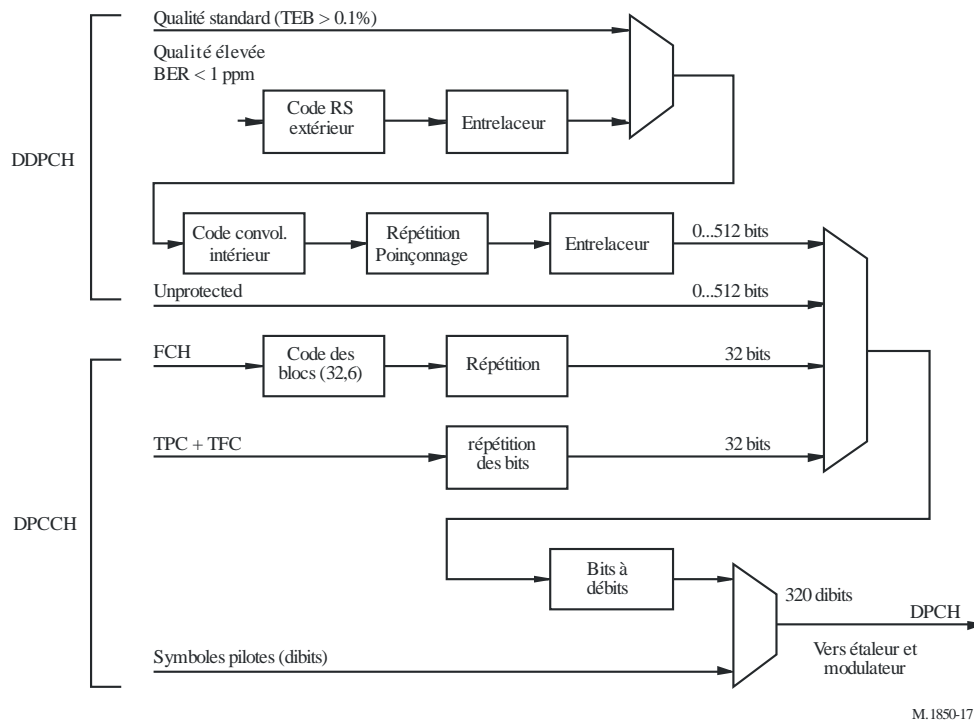 Qualité standard (TEB > 0.1%)
Qualité élevée
BER < 1 ppm
Code RS
extérieur
Entrelaceur
DDPCH
Code convol.
intérieur
Répétition
Poinçonnage
Entrelaceur
0...512 bits
Unprotected
0...512 bits
FCH
Code des
blocs (32,6)
Répétition
32 bits
TPC + TFC
répétition
des bits
32 bits
DPCCH
Bits à
débits
320 dibits
DPCH
Symboles pilotes (dibits)
Vers étaleur et
modulateur
M.1850-17